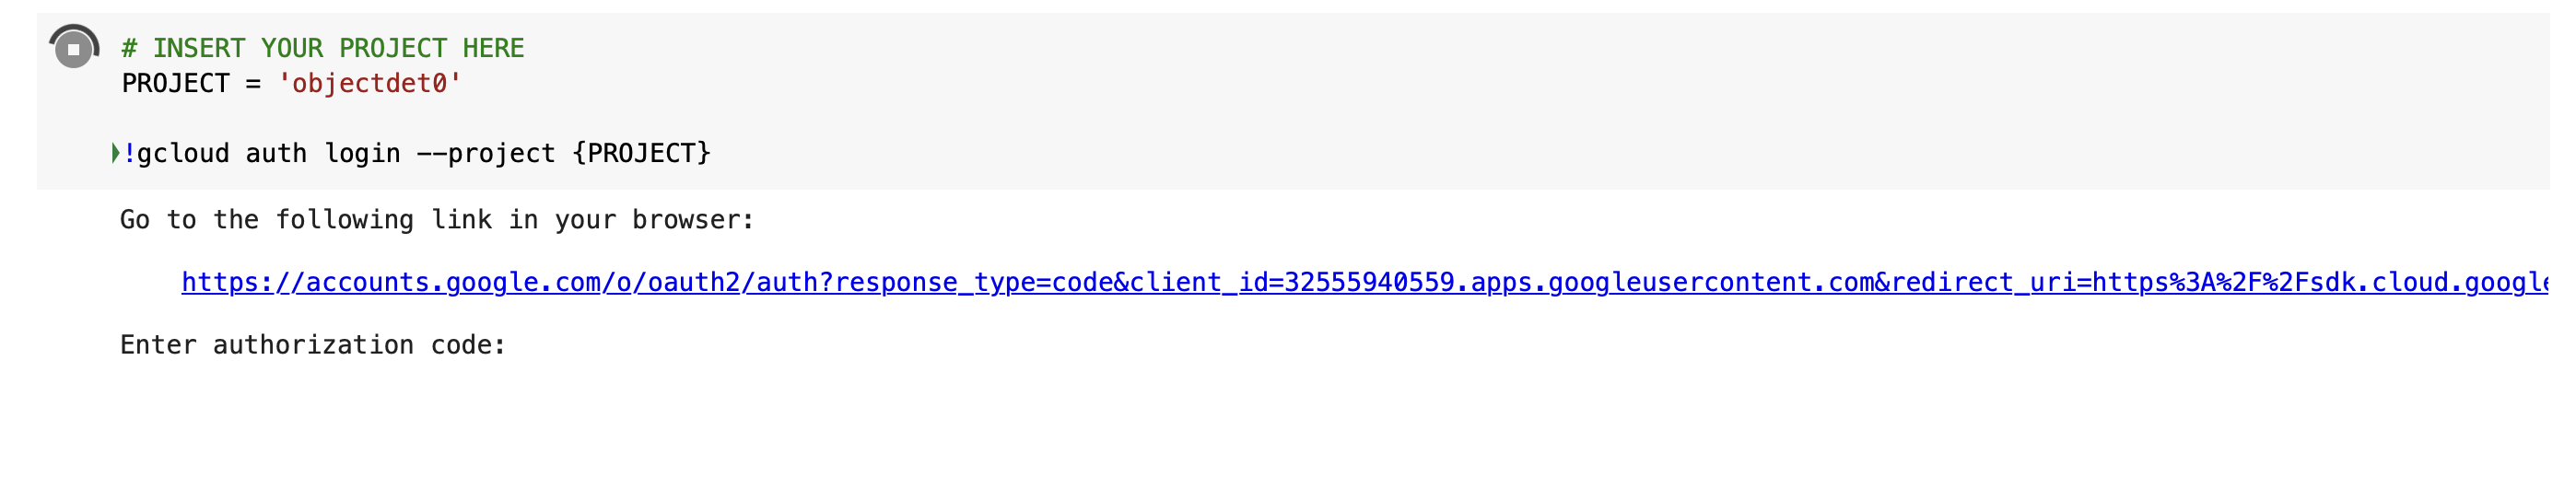 # INSERT YOUR PROJECT HERE
PROJECT = 'objectdet0'
!gcloud auth login --project {PROJECT}
Go to the following link in your browser:
https://accounts.google.com/o/oauth2/auth?response_type=code&client_id=32555940559.apps.googleusercontent.com&redirect_uri=https%3A%2F%2Fsdk.cloud.google
Enter authorization code: